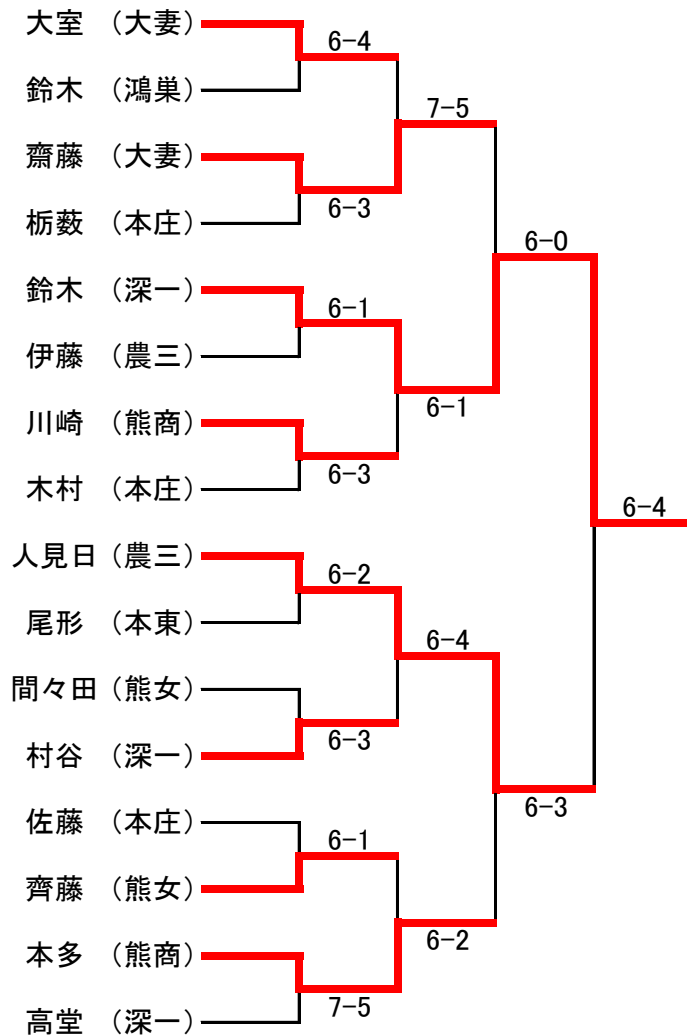 大室 （大妻）
6-4
鈴木 （鴻巣）
7-5
齋藤 （大妻）
6-3
栃薮 （本庄）
6-0
鈴木 （深一）
6-1
伊藤 （農三）
6-1
川崎 （熊商）
6-3
木村 （本庄）
6-4
人見日（農三）
6-2
尾形 （本東）
6-4
間々田（熊女）
6-3
村谷 （深一）
6-3
佐藤 （本庄）
6-1
齊藤 （熊女）
6-2
本多 （熊商）
7-5
高堂 （深一）